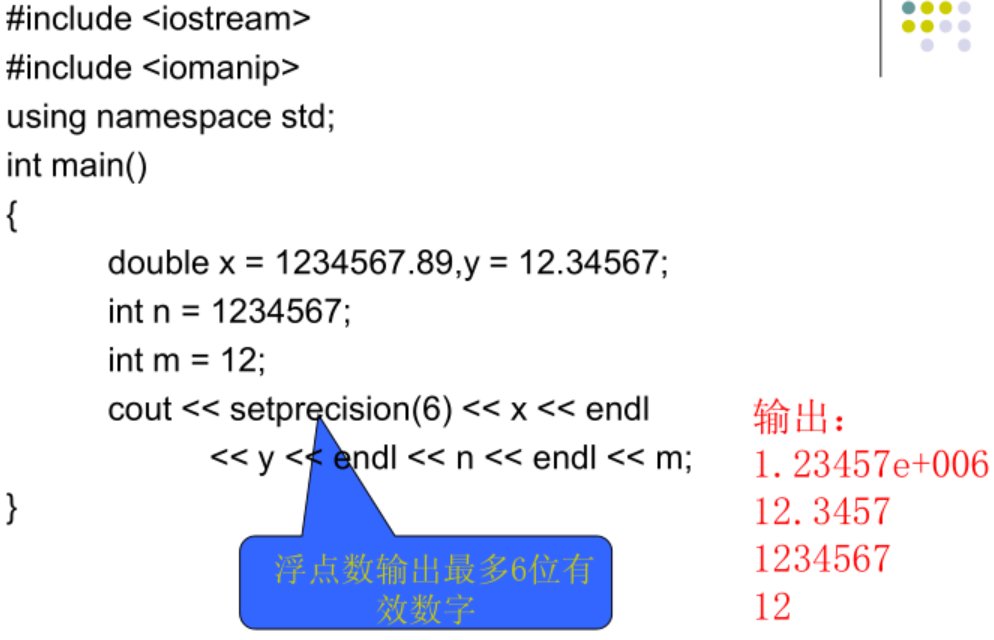 #include <iostream>
#include <iomanip>
using namespace std;
int main()
{
double x = 1234567.89,y = 12.34567;
int n = 1234567;
int m = 12;
cout << setprecision(6) << x << endl
<< y << endl << n << endl << m;
}
浮点数输出最多6位有
效数字
输出:
1.23457e+006
12.3457
1234567
12